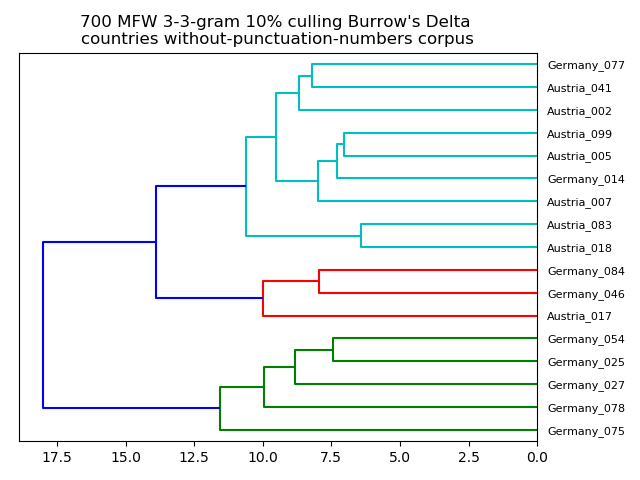 700 MFW 3-3-gram 10% culling Burrow's Delta
countries without-punctuation-numbers corpus
Germany_077
Austria_041
Austria_002
Austria_099
Austria_005
Germany_014
Austria_007
Austria_083
Austria_018
Germany_084
Germany_046
Austria_017
Germany_054
Germany_025
Germany_027
Germany_078
Germany_075
17.5 15.0 12.5 10.0 7.5 5.0 2.5 0.0